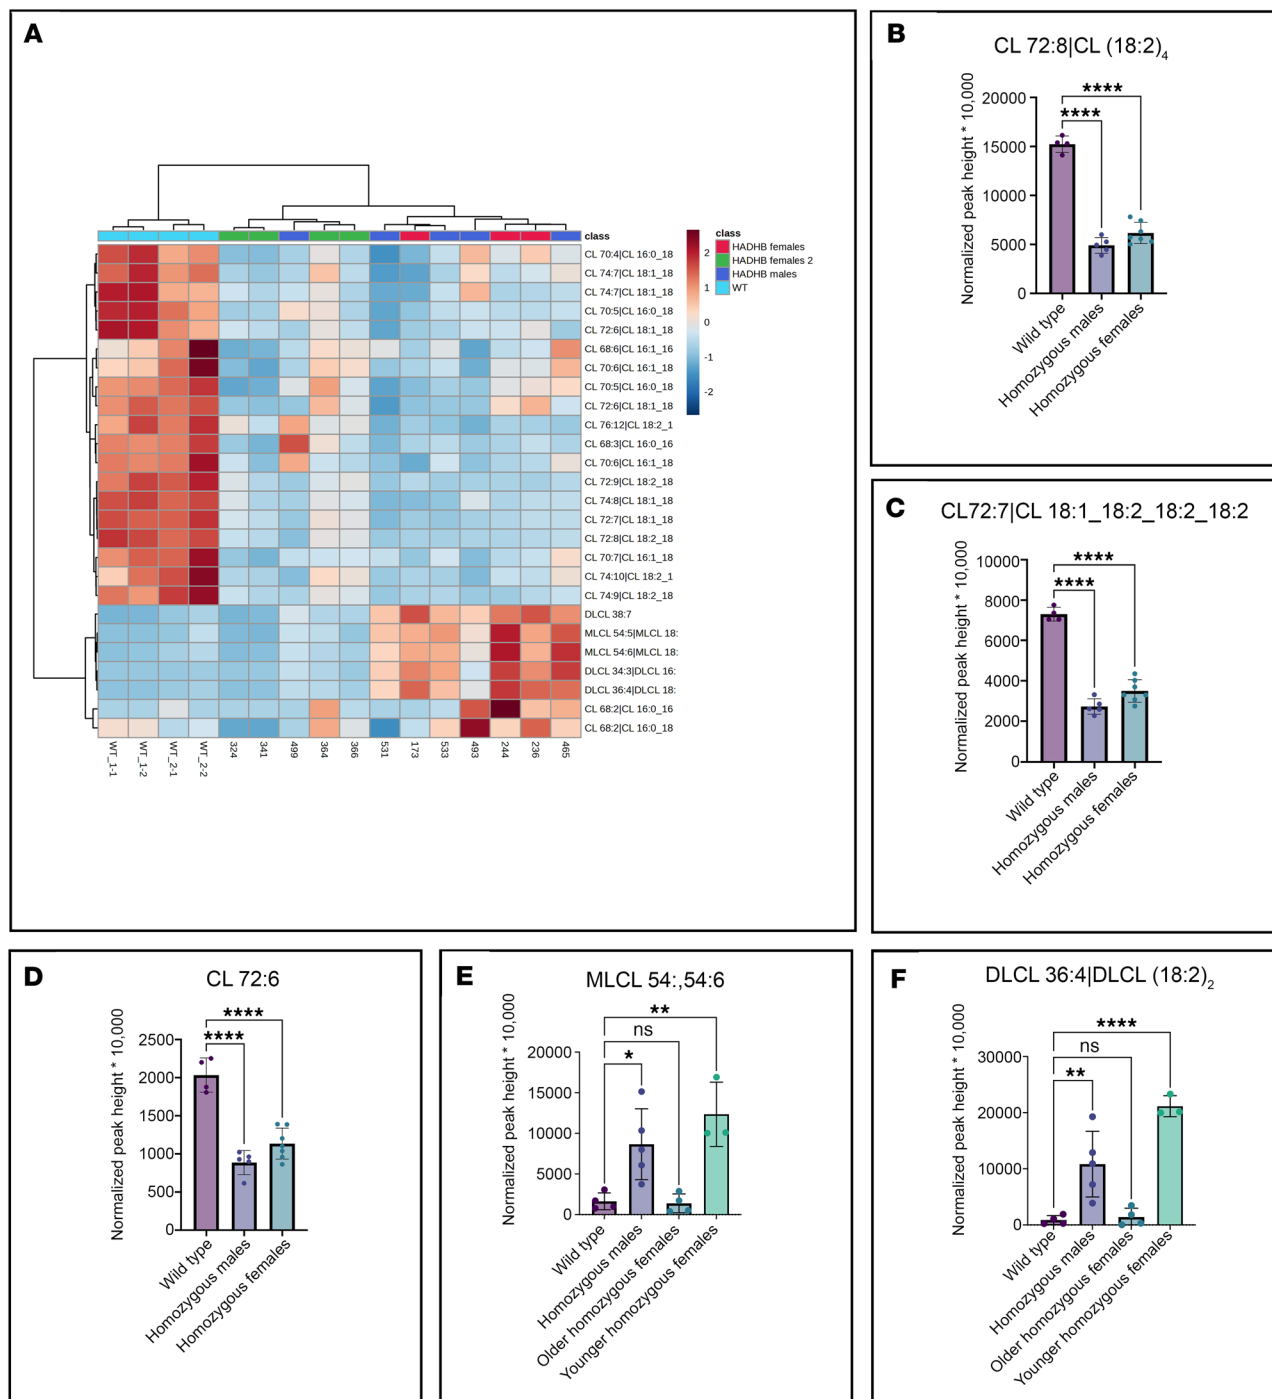 A
class
2
1
0
-1
-2
class
HADHB females
HADHB females 2
HADHB males
WT
CL 70:4|CL 16:0_18
CL 74:7|CL 18:1_18
CL 74:7|CL 18:1_18
CL 70:5|CL 16:0_18
CL 72:6|CL 18:1_18
CL 68:6|CL 16:1_16
CL 70:6|CL 16:1_18
CL 70:5|CL 16:0_18
CL 72:6|CL 18:1_18
CL 76:12|CL 18:2_1
CL 68:3|CL 16:0_16
CL 70:6|CL 16:1_18
CL 72:9|CL 18:2_18
CL 74:8|CL 18:1_18
CL 72:7|CL 18:1_18
CL 72:8|CL 18:2_18
CL 70:7|CL 16:1_18
CL 74:10|CL 18:2_1
CL 74:9|CL 18:2_18
DLCL 38:7
MLCL 54:5|MLCL 18:
MLCL 54:6|MLCL 18:
DLCL 34:3|DLCL 16:
DLCL 36:4|DLCL 18:
CL 68:2|CL 16:0_16
CL 68:2|CL 16:0_18
WT_1-1
WT_1-2
WT_2-1
WT_2-2
324
341
499
364
366
531
173
533
493
244
236
465
B
CL 72:8|CL (18:2)4
Normalized peak height * 10,000
20000
15000
10000
5000
0
****
****
Wild type
Homozygous males
Homozygous females
C
CL72:7|CL 18:1_18:2_18:2_18:2
Normalized peak height * 10,000
10000
8000
6000
4000
2000
0
****
****
Wild type
Homozygous males
Homozygous females
D
CL 72:6
Normalized peak height * 10,000
2500
2000
1500
1000
500
0
****
****
Wild type
Homozygous males
Homozygous females
E
MLCL 54:,54:6
Normalized peak height * 10,000
20000
15000
10000
5000
0
**
ns
*
Wild type
Homozygous males
Older homozygous females
Younger homozygous females
F
DLCL 36:4|DLCL (18:2)2
Normalized peak height * 10,000
30000
20000
10000
0
****
ns
**
Wild type
Homozygous males
Older homozygous females
Younger homozygous females